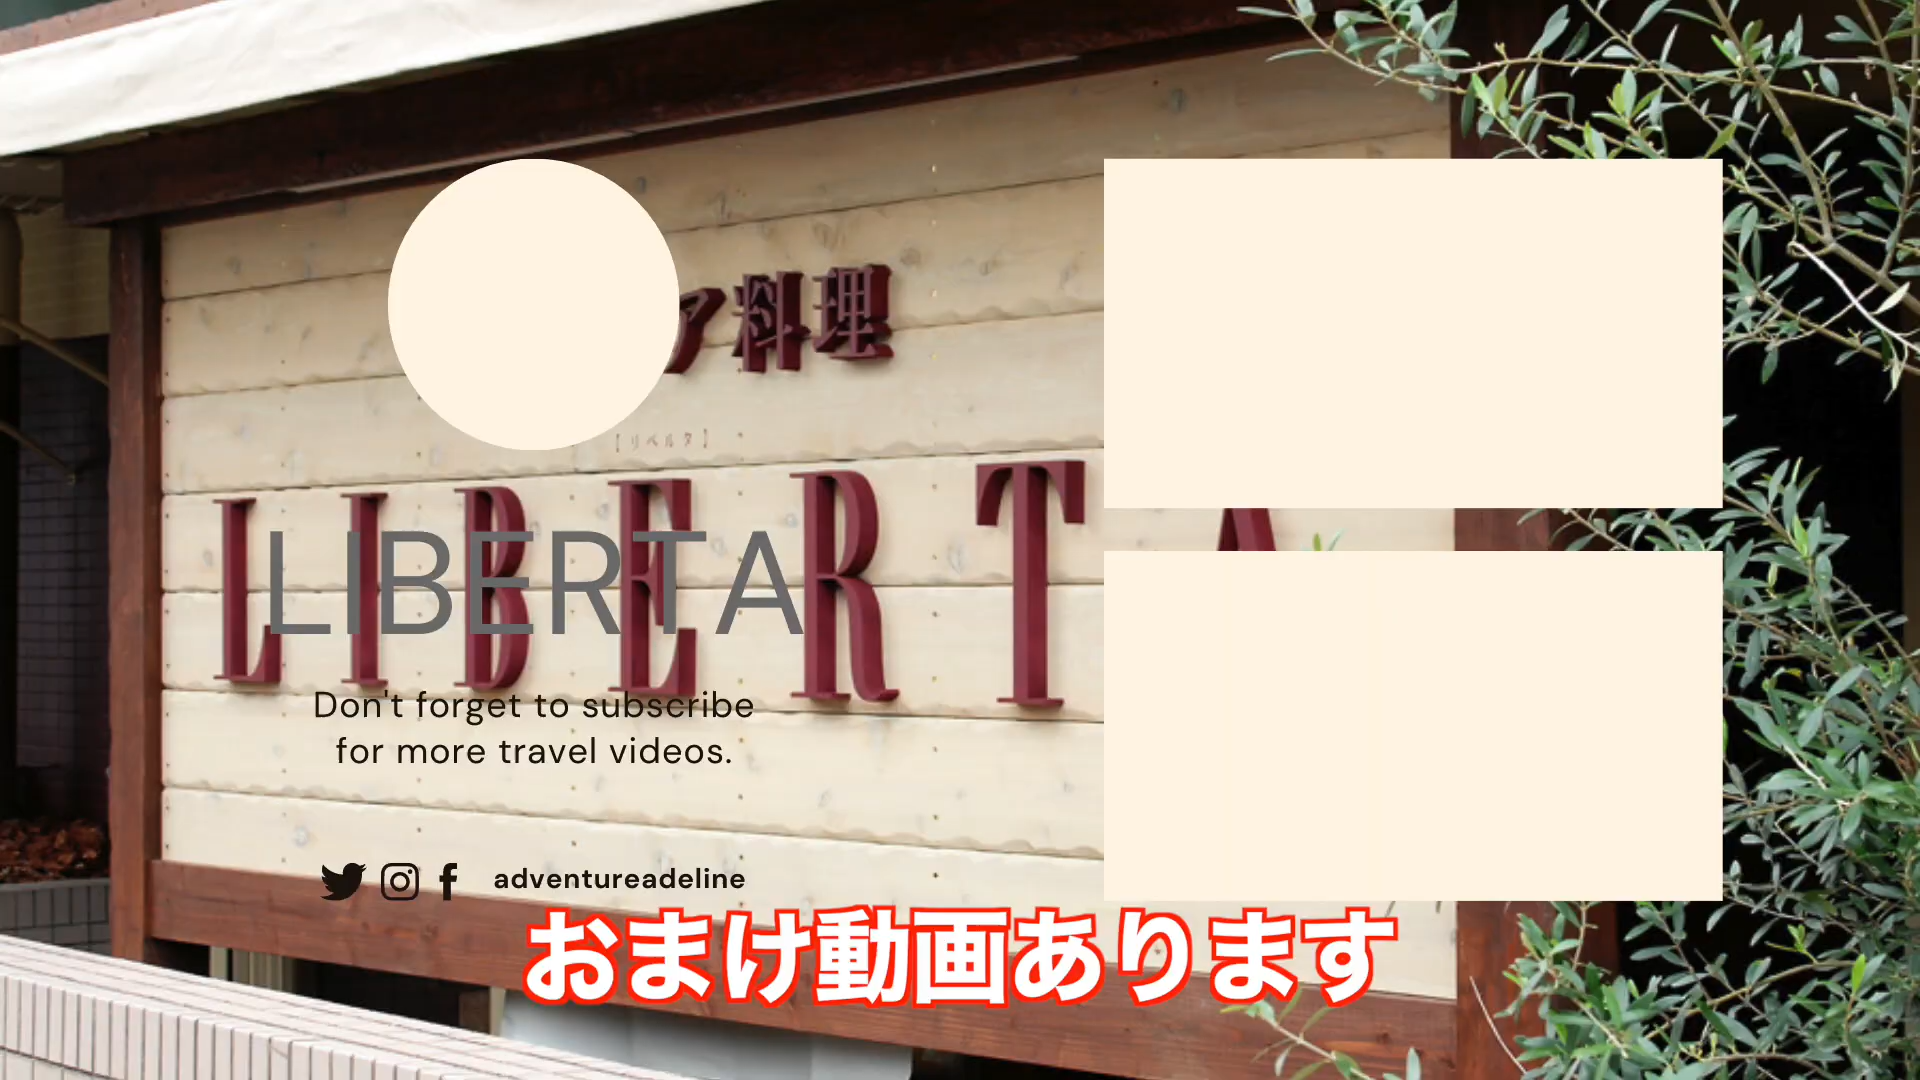 ア料理
[リベルタ]
LIBERT
LIBERTA
Don't forget to subscribe
for more travel videos.
adventureadeline
おまけ動画あります